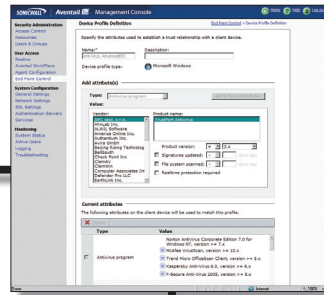 SONICWALL Aventail Management Console
Security Administration
Access Control
Resources
Users & Groups
User Access
Realms
Aventail WorkPlace
Agent Configuration
End Point Control
System Configuration
General Settings
Network Settings
SSL Settings
Authentication Servers
Services
Monitoring
System Status
Active Users
Logging
Troubleshooting
Device Profile Definition
End Point Control > Device Profile Definition
Specify the attributes used to establish a trust relationship with a client device.
Name:*
Description:
Device profile type: Microsoft Windows
Add attribute(s)
Type: Antivirus program
Value:
Vendor:
Product name:
AhnLab Inc.
ALWIL Software
America Online Inc.
Authentium Inc.
Avira GmbH
Beijing Rising Technology
BellSouth
Check Point Inc
ClamAV
ClamWin
Computer Associates Int
Defender Pro LLC
EarthLink Inc.
Product version: = 2.x
Signatures updated:
File system scanned:
Realtime protection required
Current attributes
The following attributes on the client device will be used to match this profile.
Type Value
Antivirus program
Norton Antivirus Corporate Edition 7.0 for
Windows NT, version >= 7.x
McAfee VirusScan, version >= 10.x
Trend Micro OfficeScan Client, version >= 6.x
Kaspersky Anti-Virus 6.0, version >= 6.x
F-Secure Anti-Virus 2005, version >= 5.x
Done
Internet
100%